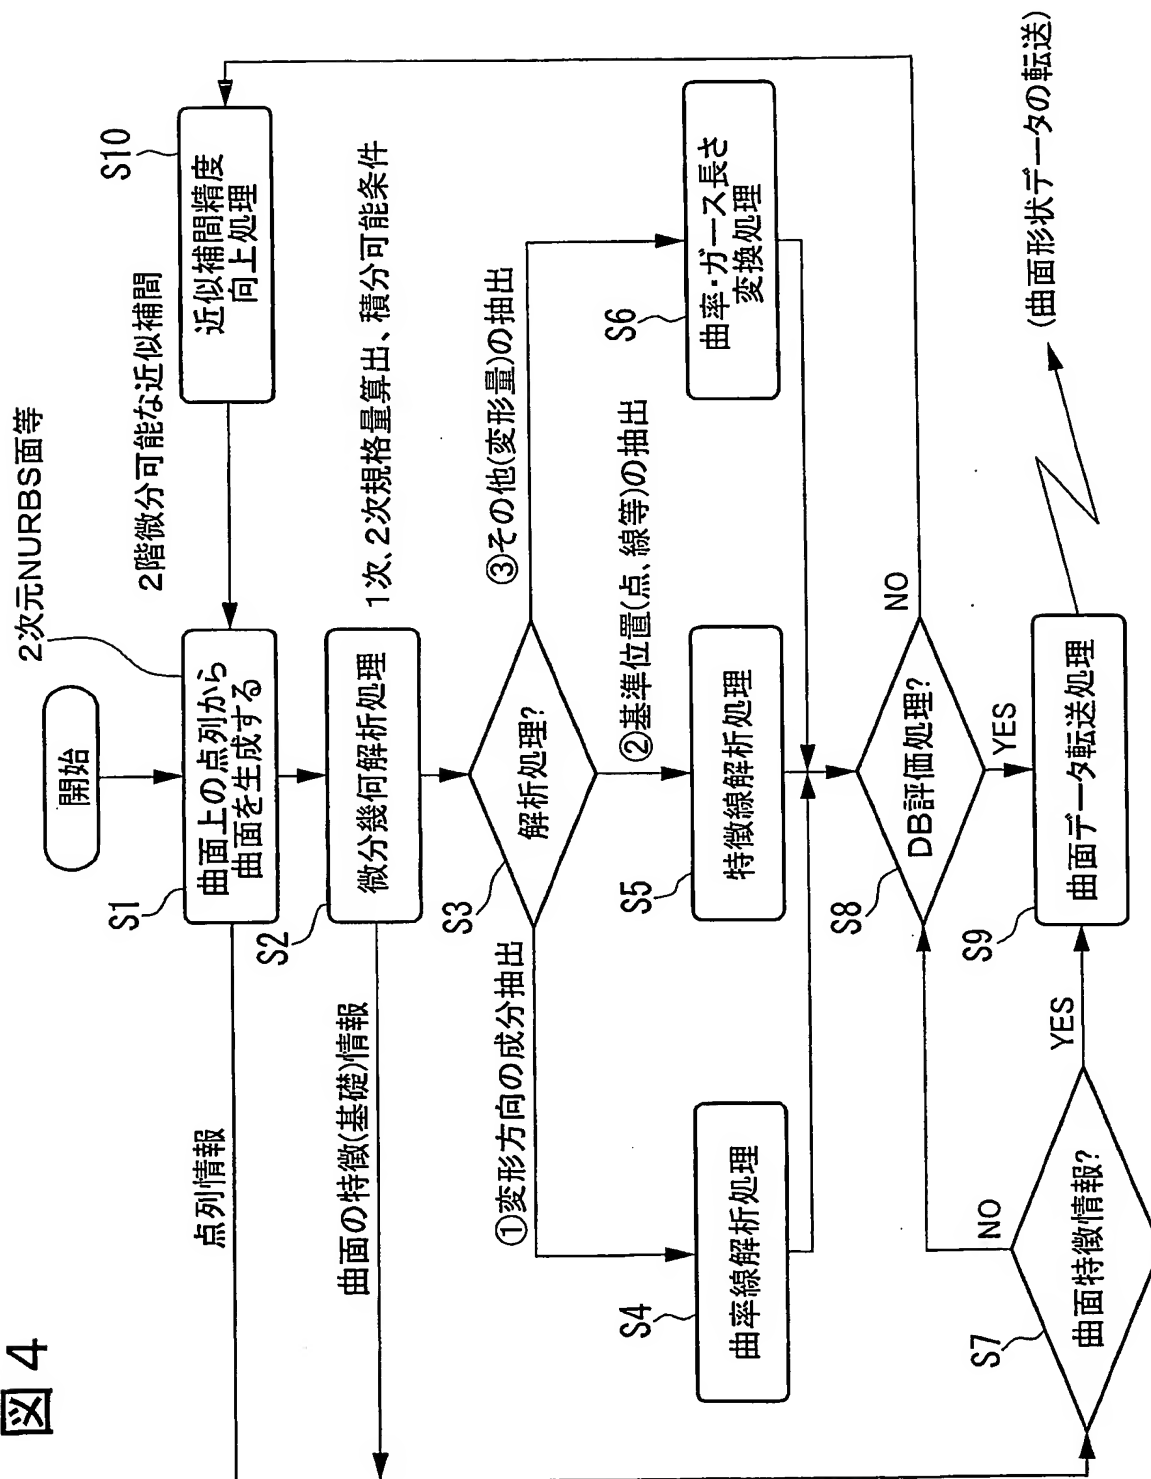 図4
開始
2次元NURBS面等
S1
曲面上の点列から
曲面を生成する
2階微分可能な近似補間
S10
近似補間精度
向上処理
点列情報
S2
微分幾何解析処理
1次、2次規格量算出、積分可能条件
曲面の特徴(基礎)情報
S3
解析処理?
①変形方向の成分抽出
②基準位置(点、線等)の抽出
③その他(変形量)の抽出
S4
曲率線解析処理
S5
特徴線解析処理
S6
曲率・ガース長さ
変換処理
S7
曲面特徴情報?
NO
YES
S8
DB評価処理?
NO
YES
S9
曲面データ転送処理
(曲面形状データの転送)